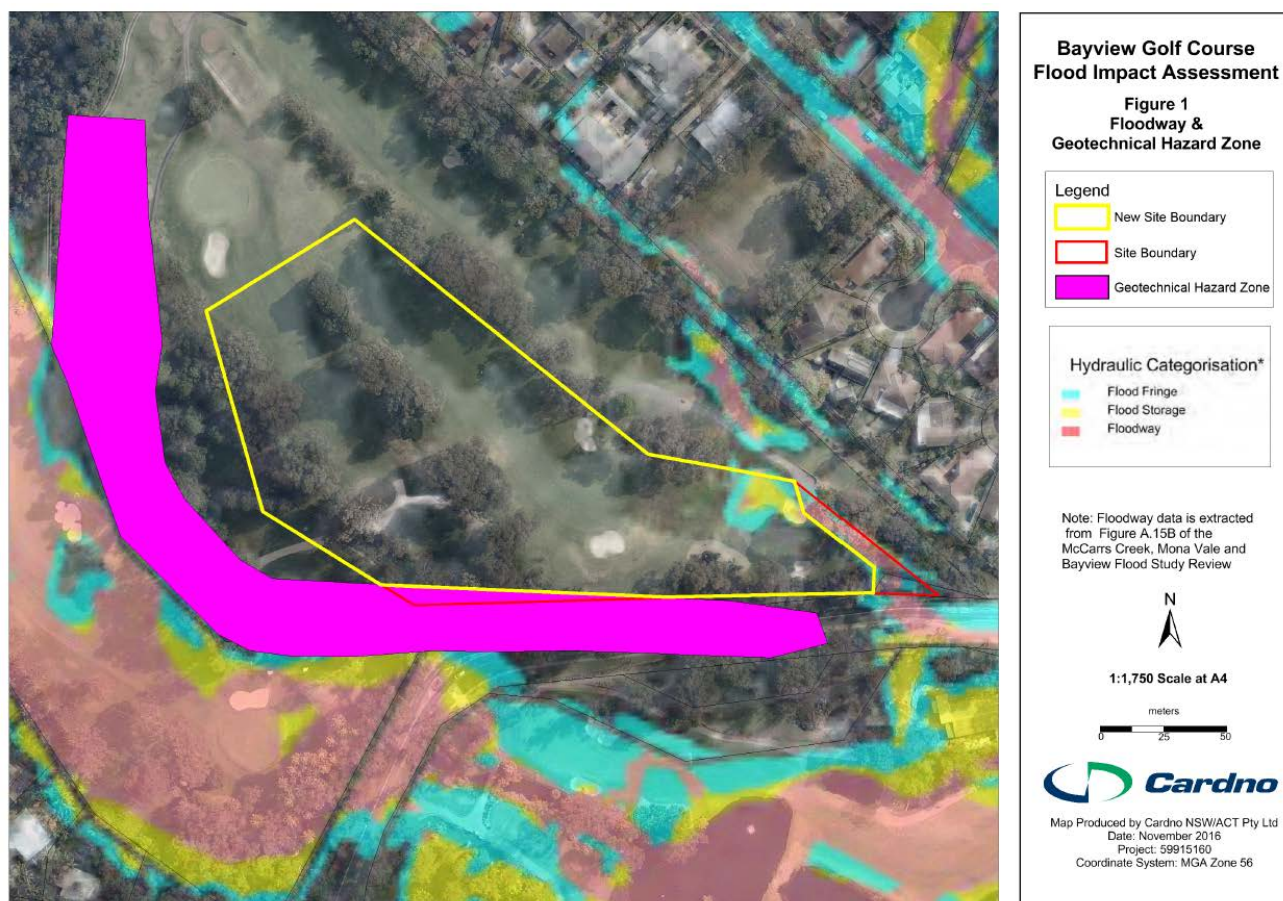 Bayview Golf Course
Flood Impact Assessment
Figure 1
Floodway &
Geotechnical Hazard Zone
Legend
New Site Boundary
Site Boundary
Geotechnical Hazard Zone
Hydraulic Categorisation*
Flood Fringe
Flood Storage
Floodway
Note: Floodway data is extracted
from Figure A.15B of the
McCarrs Creek, Mona Vale and
Bayview Flood Study Review
N
1:1,750 Scale at A4
meters
0 25 50
Cardno
Map Produced by Cardno NSW/ACT Pty Ltd
Date: November 2016
Project: 59915160
Coordinate System: MGA Zone 56